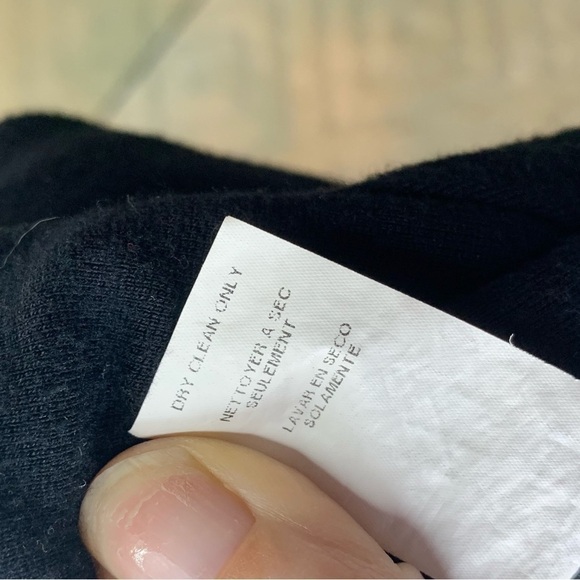 DRY CLEAN ONLY
NETTOYER A SEC
SEULEMENT
LAVAR EN SECO
SOLAMENTE